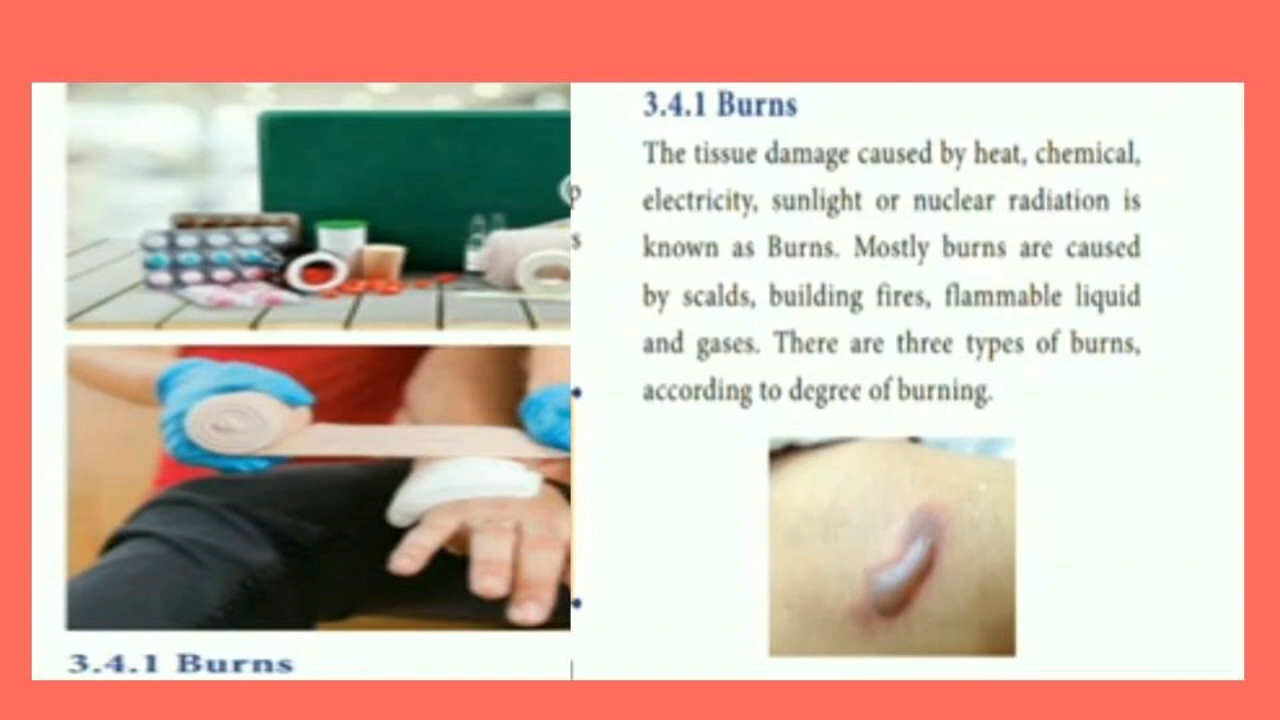 p
s
3.4.1 Burns
3.4.1 Burns
The tissue damage caused by heat, chemical,
electricity, sunlight or nuclear radiation is
known as Burns. Mostly burns are caused
by scalds, building fires, flammable liquid
and gases. There are three types of burns,
according to degree of burning.